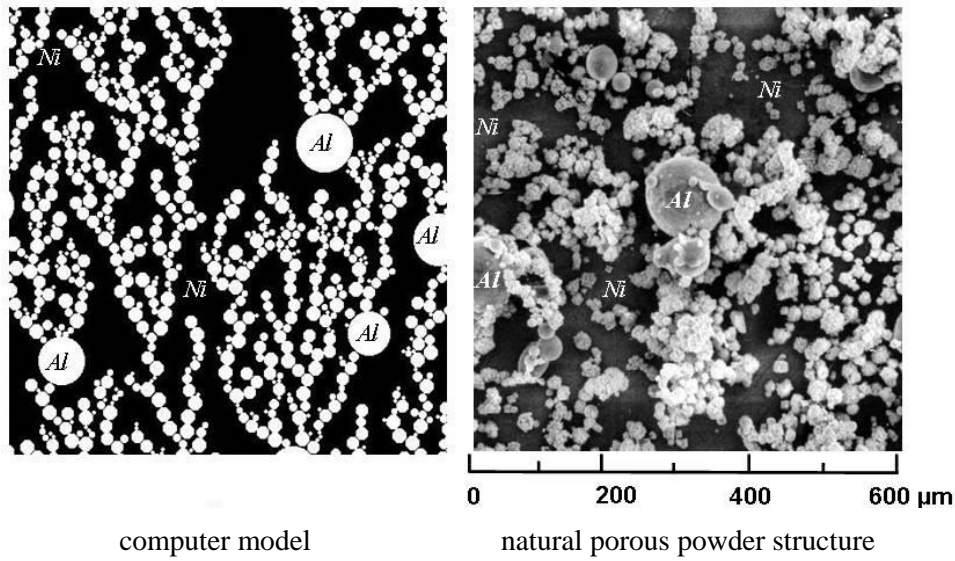 Ni
Al
Al
Ni
Al
Al
Ni
Ni
Al
Al
Ni
0 200 400 600 μm
computer model
natural porous powder structure